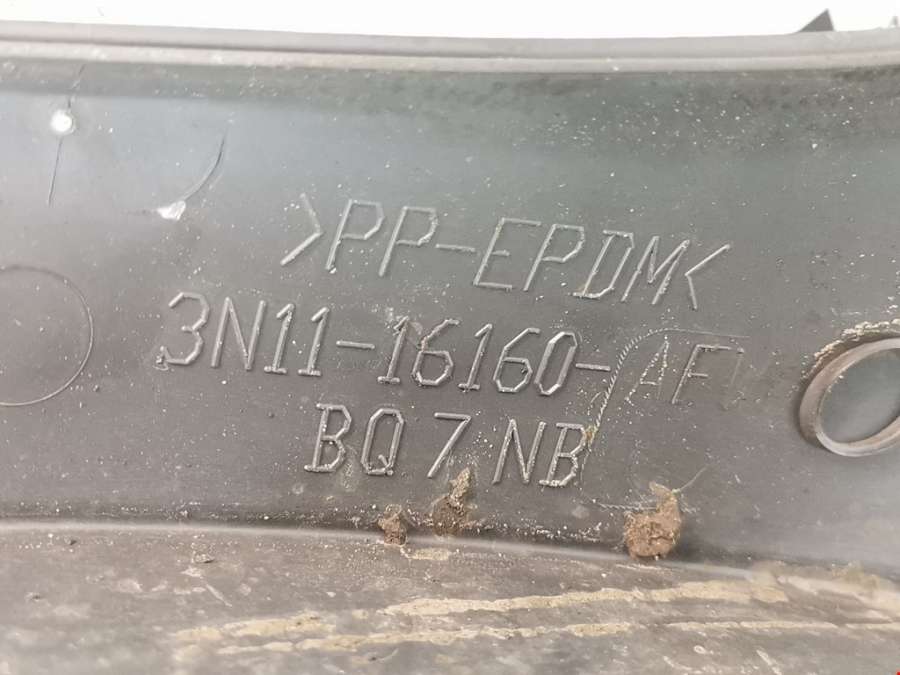 >PP-EPDM<
3N11-16160-AF
BQ 7 NB